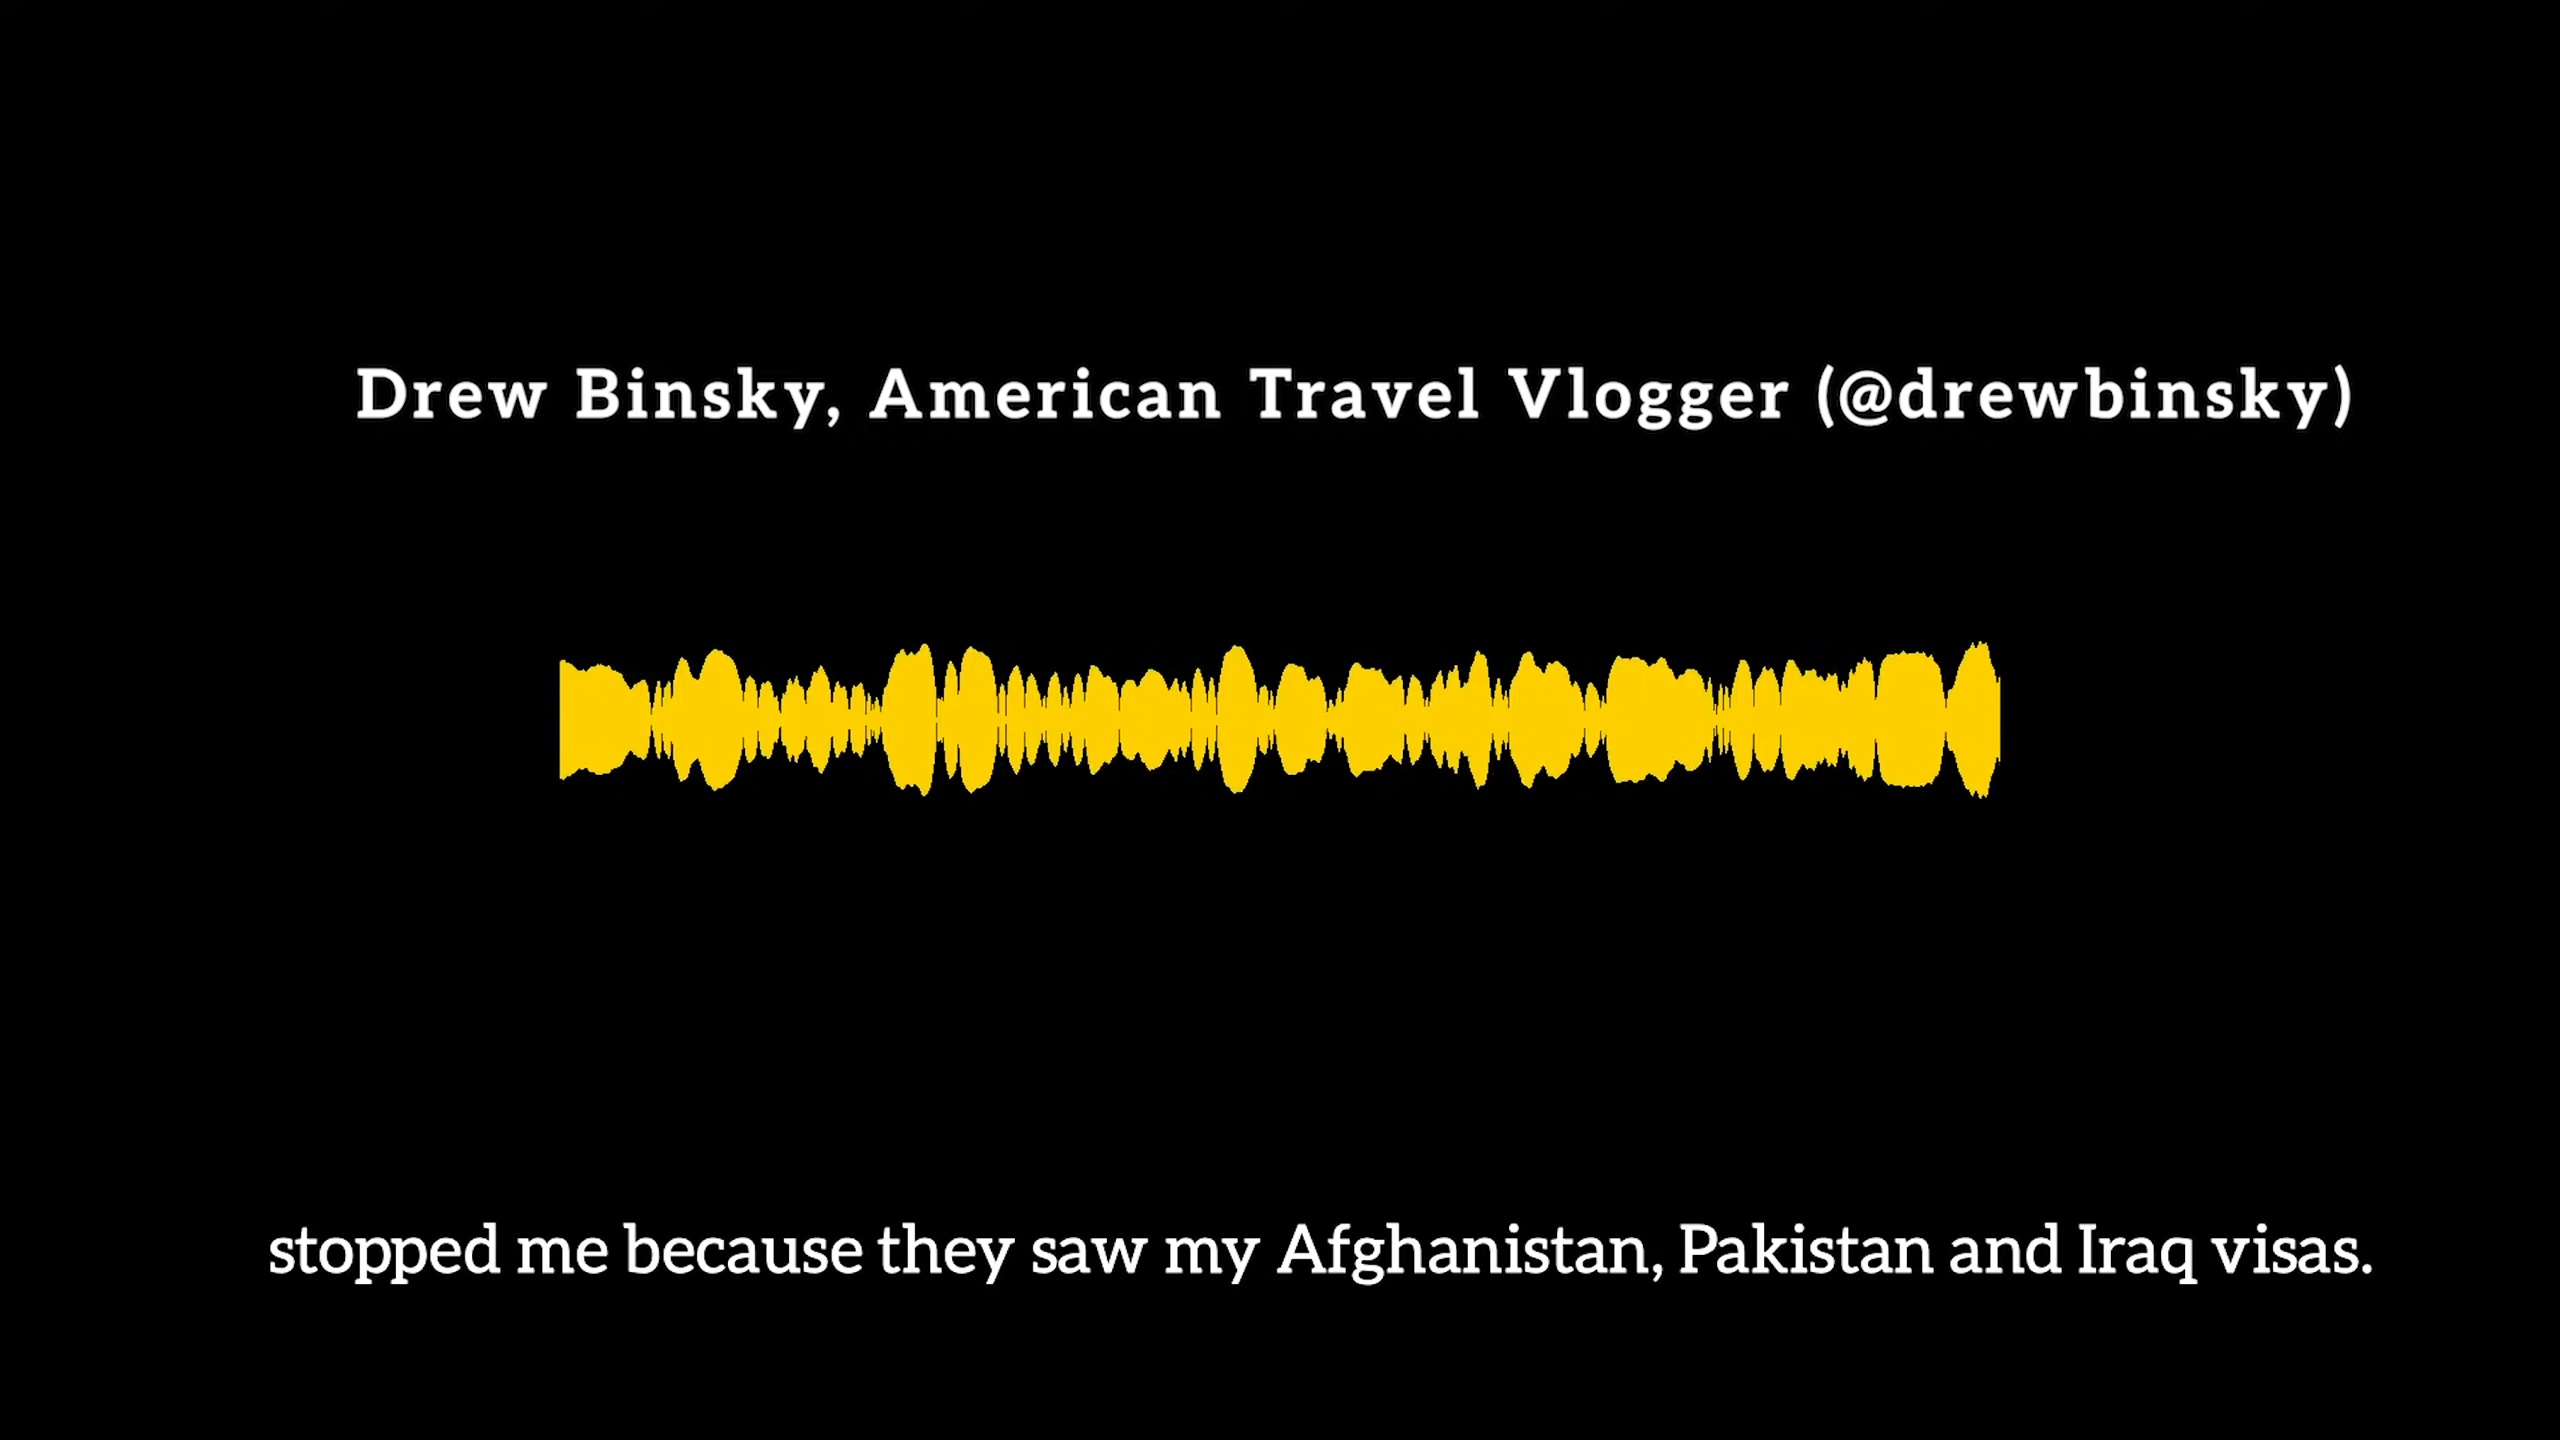 Drew Binsky, American Travel Vlogger (@drewbinsky)
stopped me because they saw my Afghanistan, Pakistan and Iraq visas.